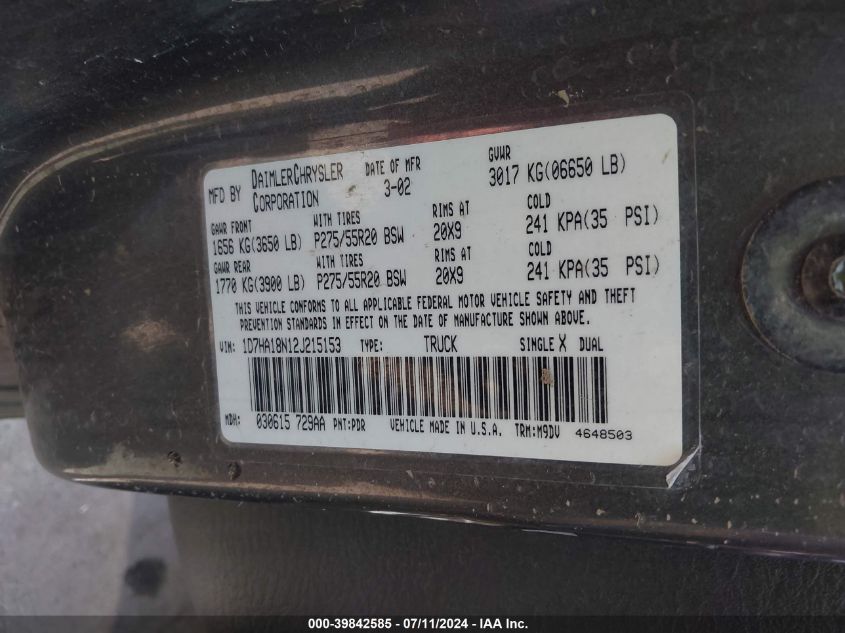 MFD BY DAIMLERCHRYSLER CORPORATION DATE OF MFR 3-02 GVWR 3017 KG(06650 LB)
GAWR FRONT WITH TIRES RIMS AT COLD
1656 KG(3650 LB) P275/55R20 BSW 20X9 241 KPA(35 PSI)
GAWR REAR WITH TIRES RIMS AT COLD
1770 KG(3900 LB) P275/55R20 BSW 20X9 241 KPA(35 PSI)
THIS VEHICLE CONFORMS TO ALL APPLICABLE FEDERAL MOTOR VEHICLE SAFETY AND THEFT
PREVENTION STANDARDS IN EFFECT ON THE DATE OF MANUFACTURE SHOWN ABOVE.
VIN: 1D7HA18N12J215153 TYPE: TRUCK SINGLE X DUAL
MDH: 030615 729AA PNT:PDR VEHICLE MADE IN U.S.A. TRM:M9DV 4648503
000-39842585 - 07/11/2024 - IAA Inc.